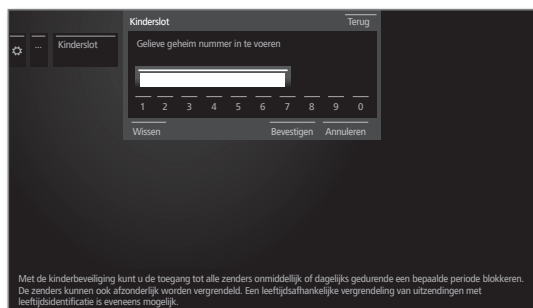 Kinderslot Terug
... Kinderslot
Gelieve geheim nummer in te voeren
1 2 3 4 5 6 7 8 9 0
Wissen Bevestigen Annuleren
Met de kinderbeveiliging kunt u de toegang tot alle zenders onmiddellijk of dagelijks gedurende een bepaalde periode blokkeren.
De zenders kunnen ook afzonderlijk worden vergrendeld. Een leeftijdsafhankelijke vergrendeling van uitzendingen met
leeftijdsidentificatie is eveneens mogelijk.